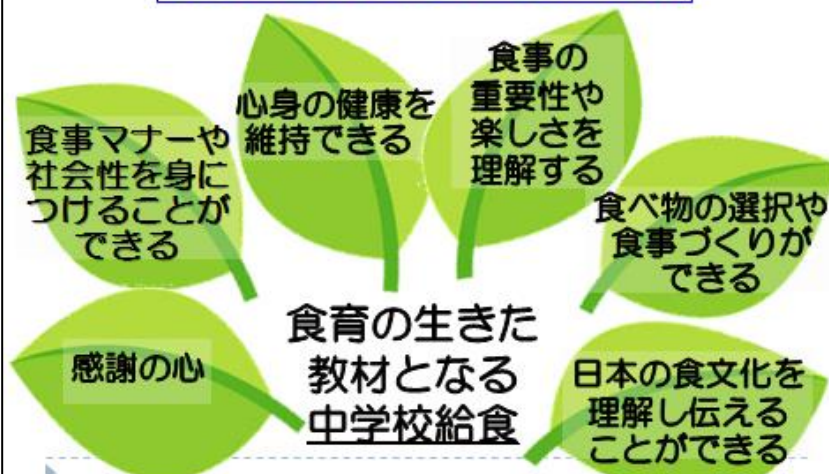 食事の
重要性や
楽しさを
理解する
心身の健康を
維持できる
食事マナーや
社会性を身に
つけることが
できる
食べ物の選択や
食事づくりが
できる
感謝の心
食育の生きた
教材となる
中学校給食
日本の食文化を
理解し伝える
ことができる